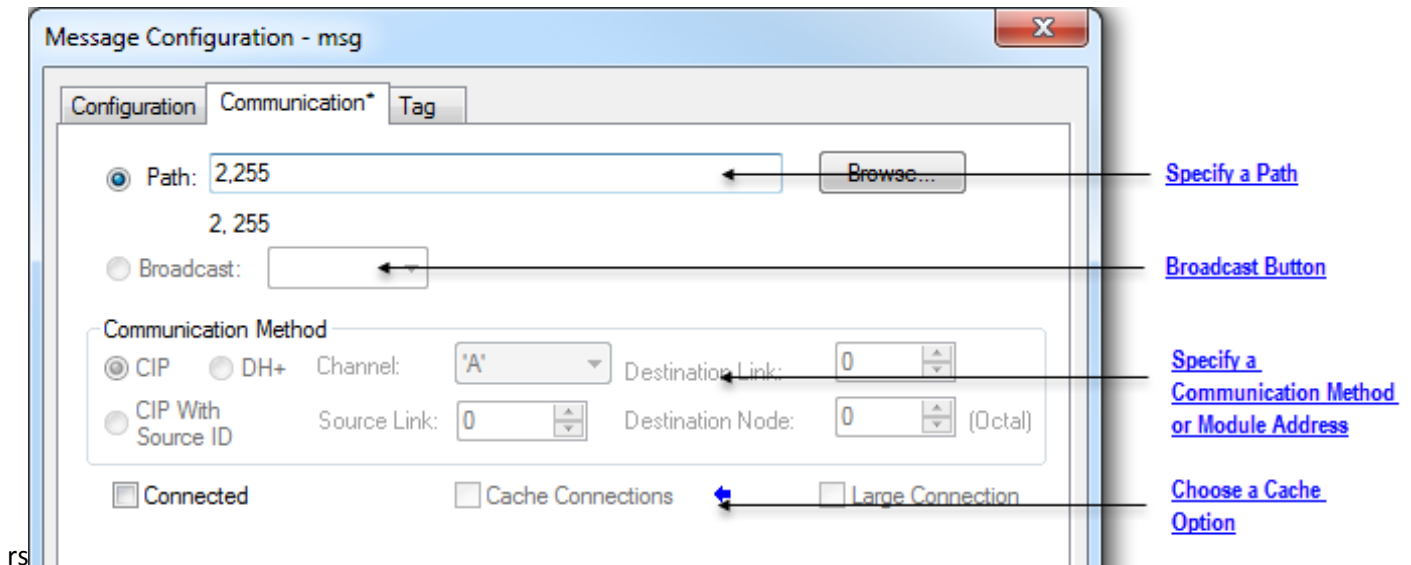 Message Configuration - msg
Configuration Communication* Tag
Path: 2,255 Browse... Specify a Path
2, 255
Broadcast: Broadcast Button
Communication Method
CIP DH+ Channel: 'A' Destination Link: 0
Specify a
Communication Method
or Module Address
CIP With
Source ID
Source Link: 0 Destination Node: 0 (Octal)
Connected Cache Connections Large Connection
Choose a Cache
Option
rs